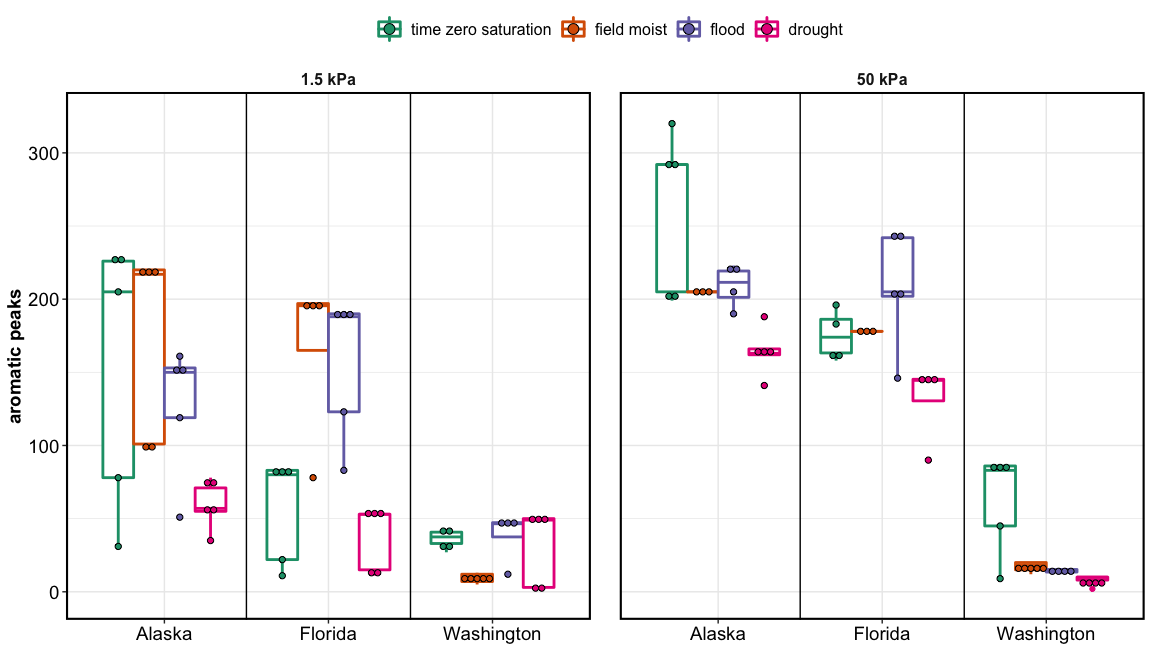 time zero saturation field moist flood drought
1.5 kPa 50 kPa
aromatic peaks
300
200
100
0
Alaska Florida Washington Alaska Florida Washington